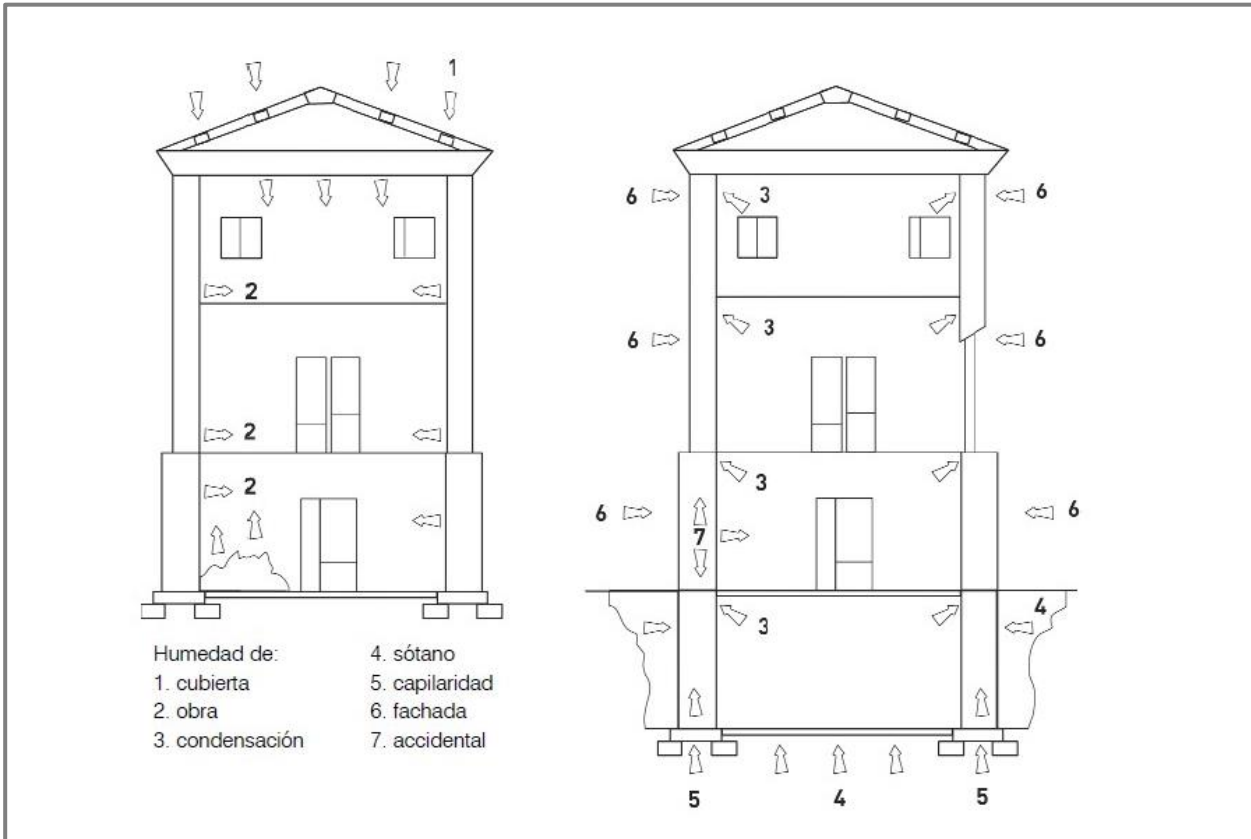 1
2
2
2
Humedad de:
1. cubierta
2. obra
3. condensación
4. sótano
5. capilaridad
6. fachada
7. accidental
6 3 6
6 3 6
3
6 7 6
3 4
5 4 5